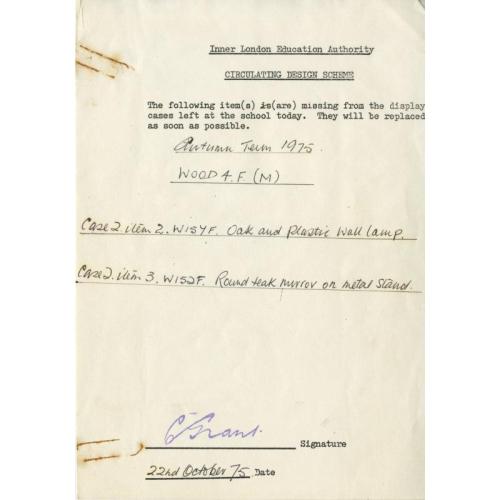 Inner London Education Authority
CIRCULATING DESIGN SCHEME
The following item(s) is(are) missing from the display
cases left at the school today. They will be replaced
as soon as possible.
Autumn Term 1975.
WOOD 4. F. (M)
Case 2. item 2. W154F. Oak and plastic wall lamp.
Case 2. item 3. W152F. Round teak mirror on metal stand.
C Grant.
Signature
22nd October 75 Date